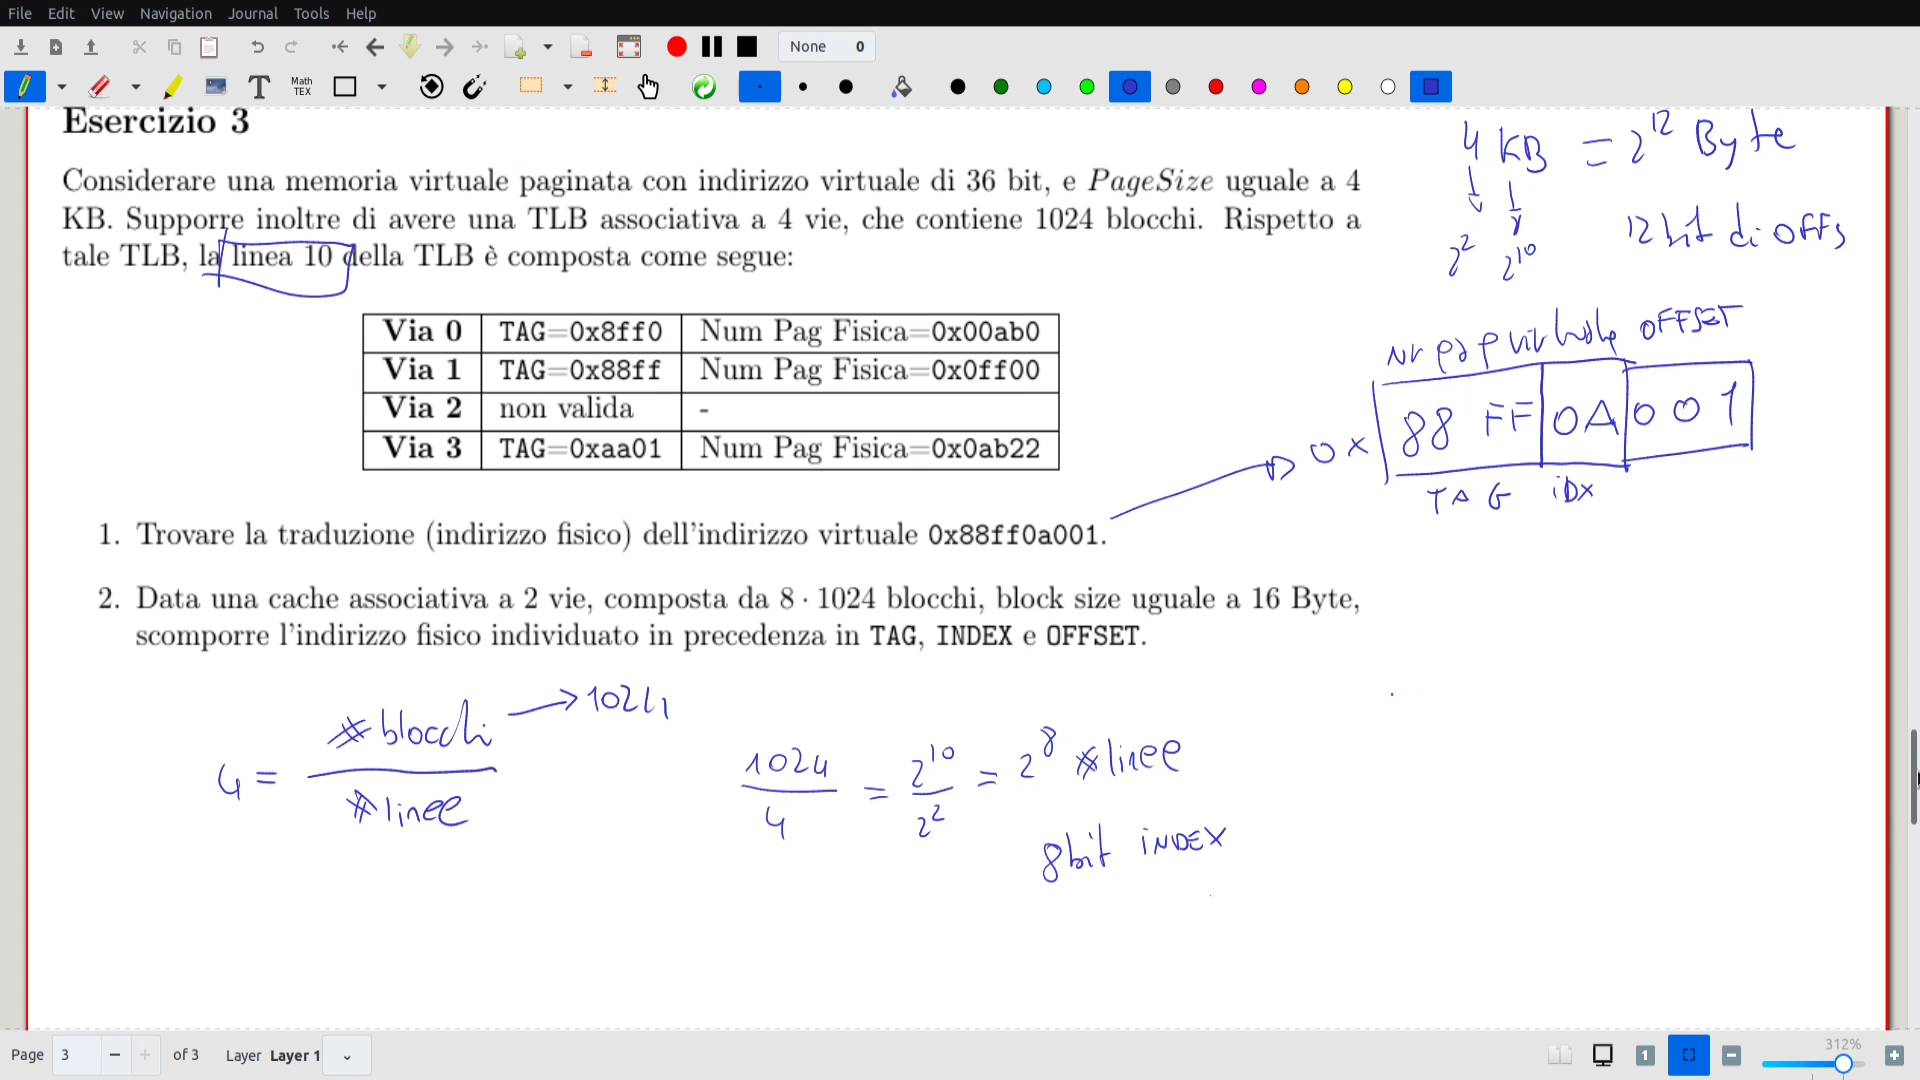 File Edit View Navigation Journal Tools Help
None 0
Math
TEX
Esercizio 3
Considerare una memoria virtuale paginata con indirizzo virtuale di 36 bit, e PageSize uguale a 4
KB. Supporre inoltre di avere una TLB associativa a 4 vie, che contiene 1024 blocchi. Rispetto a
tale TLB, la linea 10 della TLB è composta come segue:
Via 0 TAG=0x8ff0 Num Pag Fisica=0x00ab0
Via 1 TAG=0x88ff Num Pag Fisica=0x0ff00
Via 2 non valida -
Via 3 TAG=0xaa01 Num Pag Fisica=0x0ab22
1. Trovare la traduzione (indirizzo fisico) dell'indirizzo virtuale 0x88ff0a001.
2. Data una cache associativa a 2 vie, composta da 8 · 1024 blocchi, block size uguale a 16 Byte,
scomporre l'indirizzo fisico individuato in precedenza in TAG, INDEX e OFFSET.
4 KB = 2^12 Byte
2^2 2^10
12 bit di OFFS
Nr pag virtuale OFFSET
0x 88 FF 0A 001
TAG iDX
4 = #blocchi → 1024
#linee
1024 / 4 = 2^10 / 2^2 = 2^8 #linee
8bit iNDEX
Page 3 of 3 Layer Layer 1
1
312%